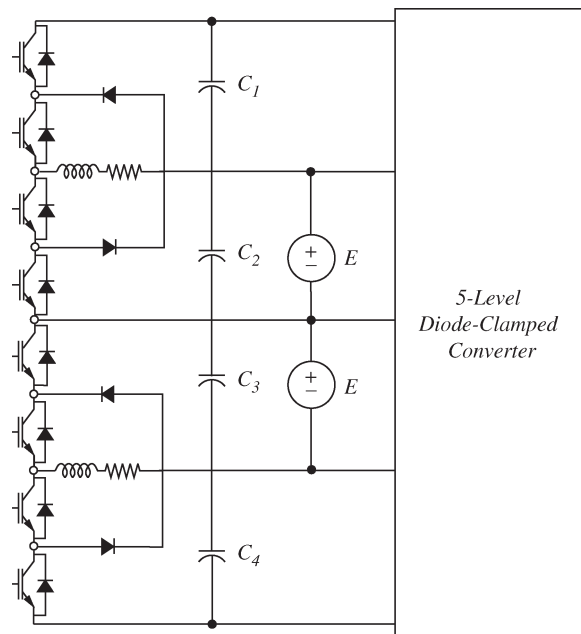 C1
C2
+
−
E
5-Level
Diode-Clamped
Converter
C3
+
−
E
C4